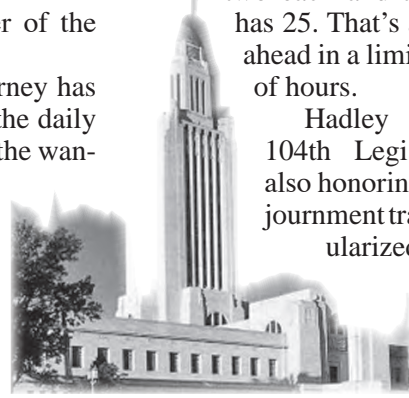 er of the
rney has
the daily
the wan-
has 25. That's
ahead in a limi
of hours.
Hadley
104th Legi
also honorin
journment tra
ularized